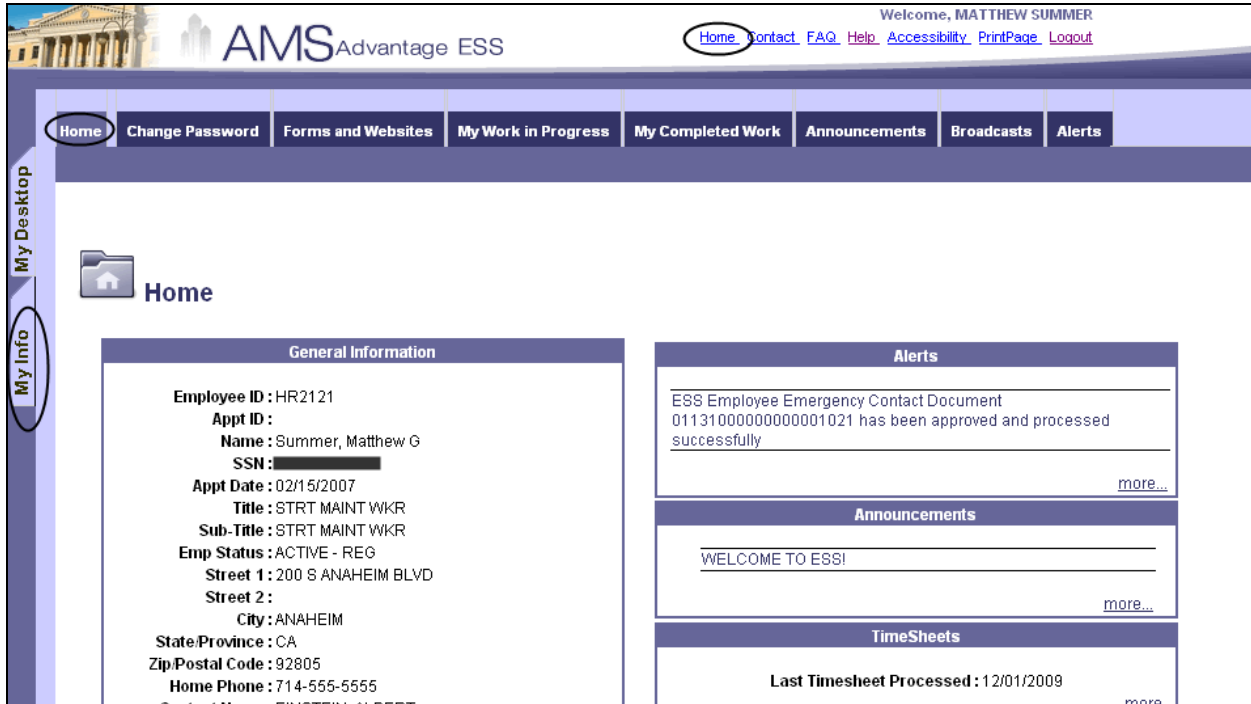 Welcome, MATTHEW SUMMER
AMSAdvantage ESS
Home Contact FAQ Help Accessibility PrintPage Logout
Home Change Password Forms and Websites My Work in Progress My Completed Work Announcements Broadcasts Alerts
My Desktop
My Info
Home
General Information
Employee ID : HR2121
Appt ID :
Name : Summer, Matthew G
SSN :
Appt Date : 02/15/2007
Title : STRT MAINT WKR
Sub-Title : STRT MAINT WKR
Emp Status : ACTIVE - REG
Street 1 : 200 S ANAHEIM BLVD
Street 2 :
City : ANAHEIM
State/Province : CA
Zip/Postal Code : 92805
Home Phone : 714-555-5555
Alerts
ESS Employee Emergency Contact Document
01131000000000001021 has been approved and processed
successfully
more...
Announcements
WELCOME TO ESS!
more...
TimeSheets
Last Timesheet Processed : 12/01/2009
more